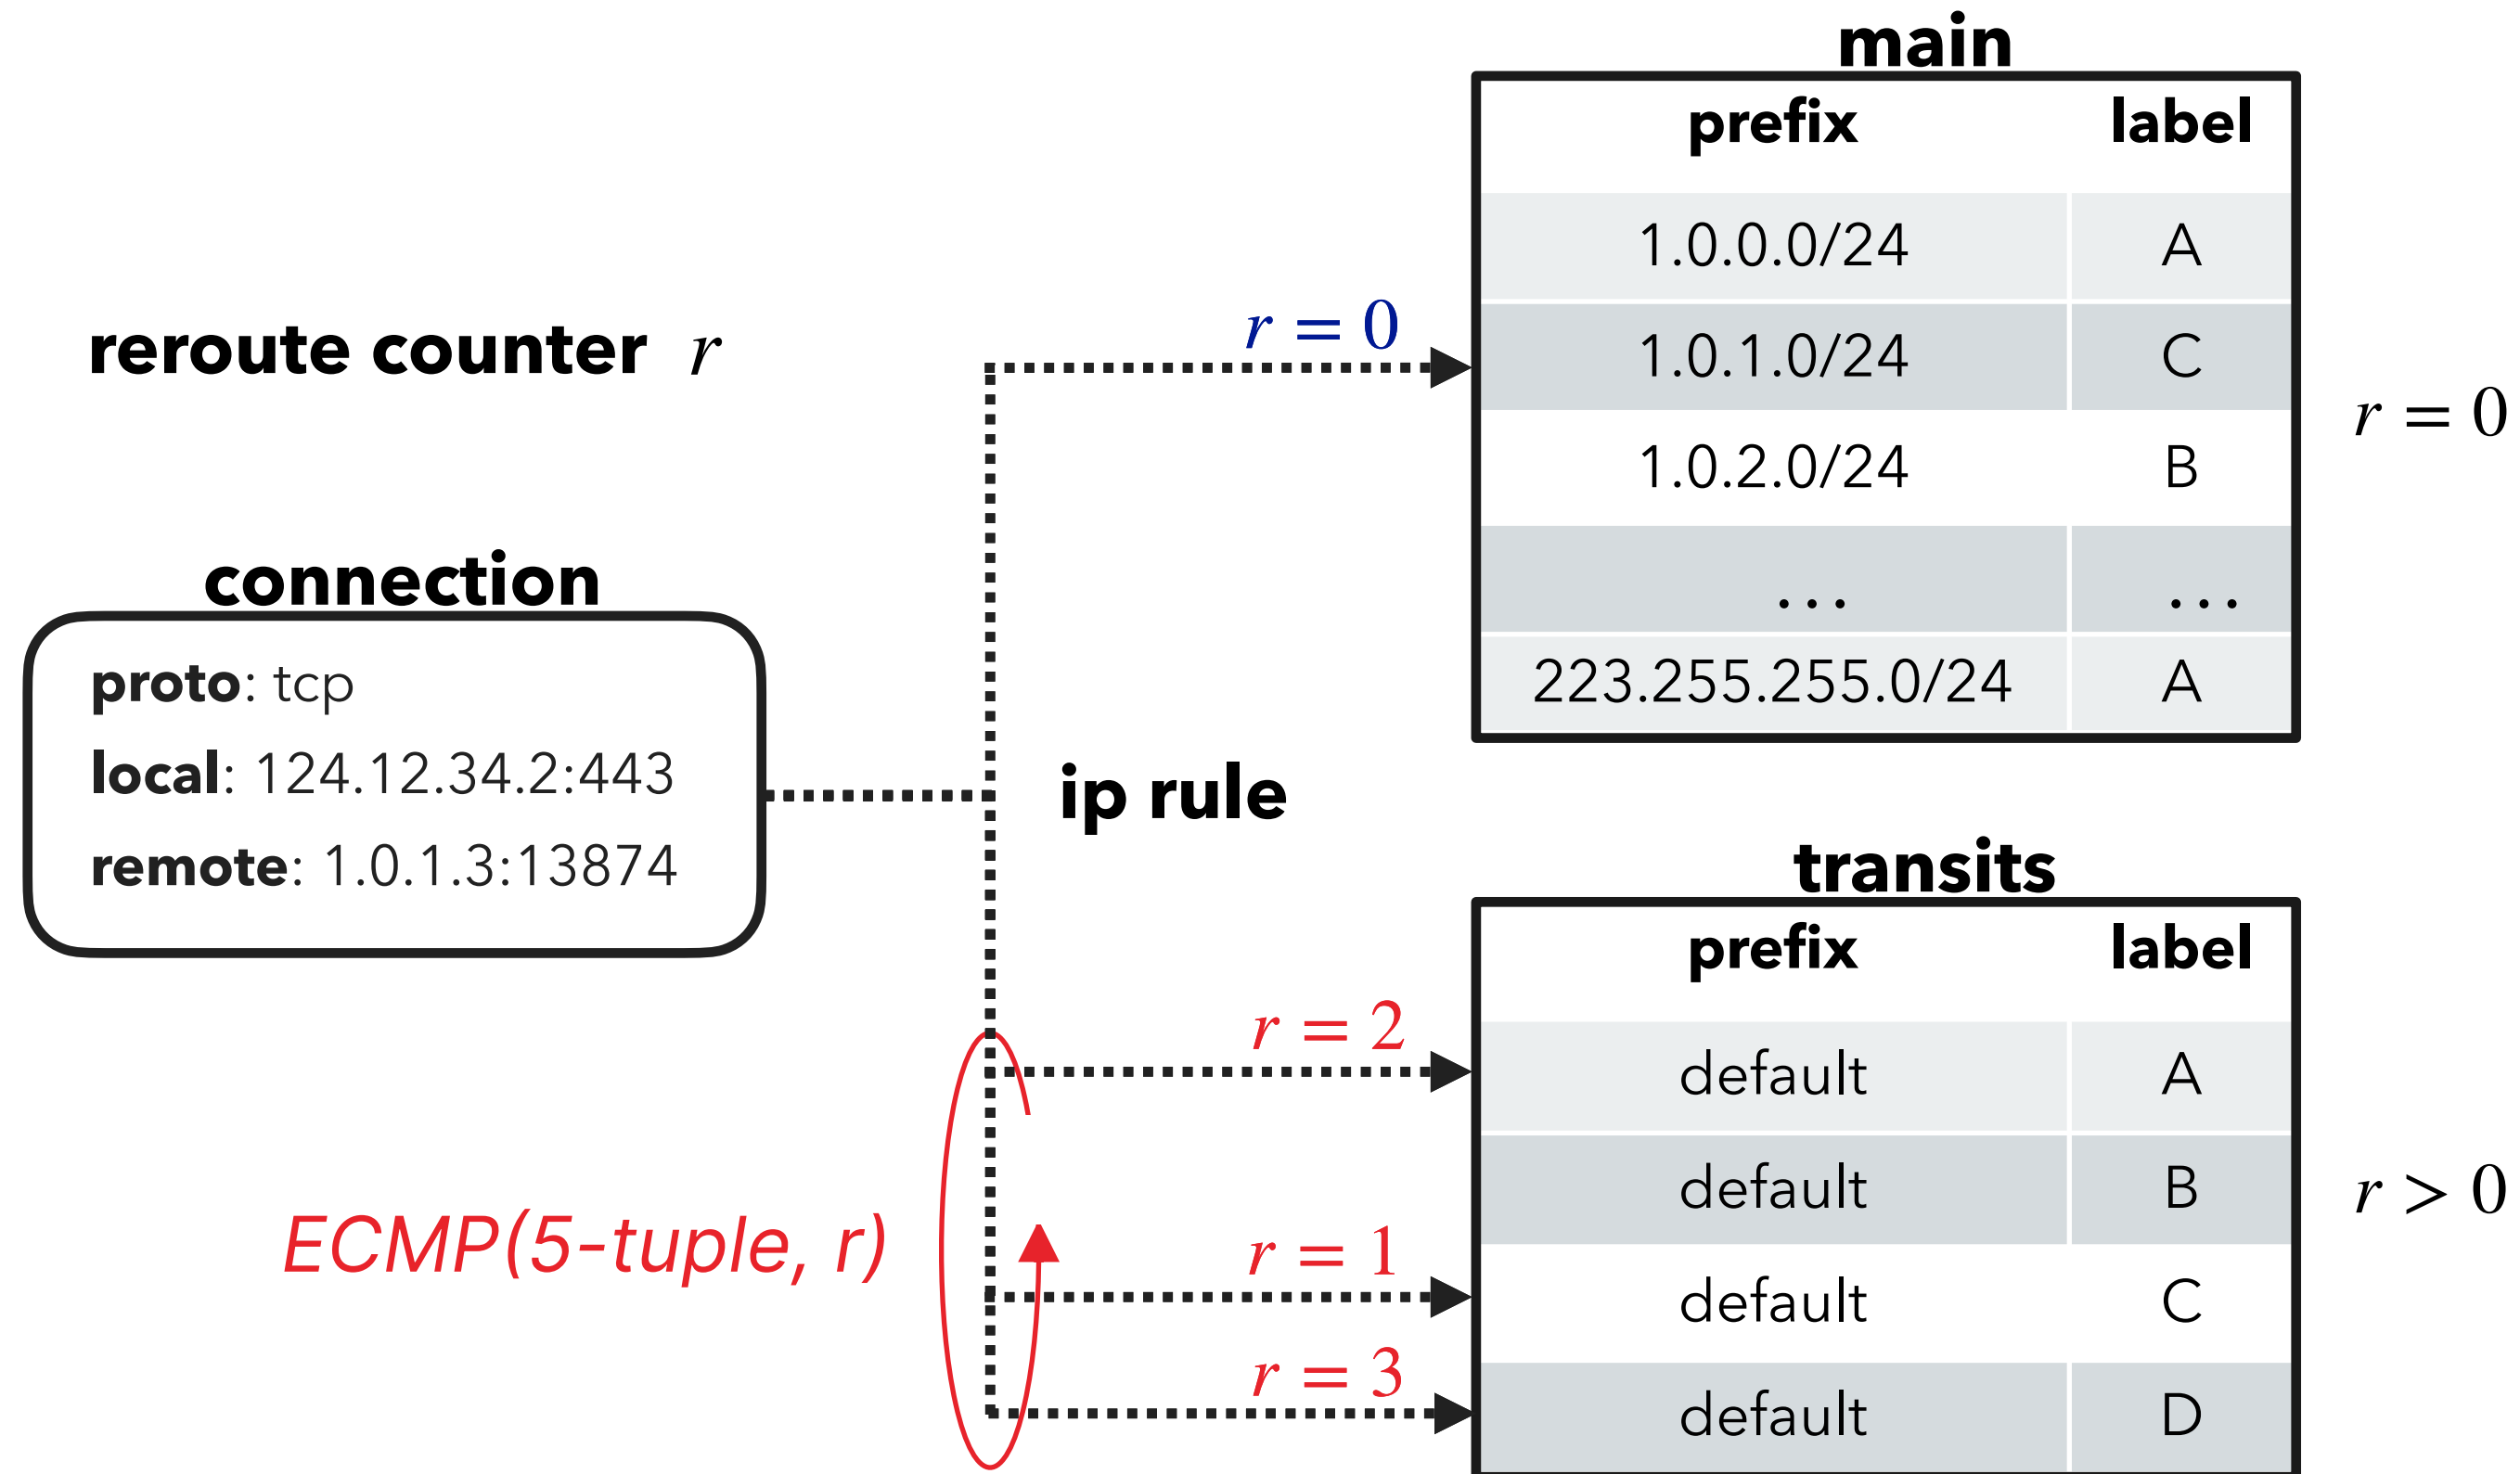 main
prefix label
1.0.0.0/24 A
1.0.1.0/24 C
1.0.2.0/24 B
... ...
223.255.255.0/24 A
r = 0
r = 0
reroute counter r
connection
proto: tcp
local: 124.12.34.2:443
remote: 1.0.1.3:13874
ip rule
transits
prefix label
default A
default B
default C
default D
r > 0
r = 2
r = 1
r = 3
ECMP(5-tuple, r)